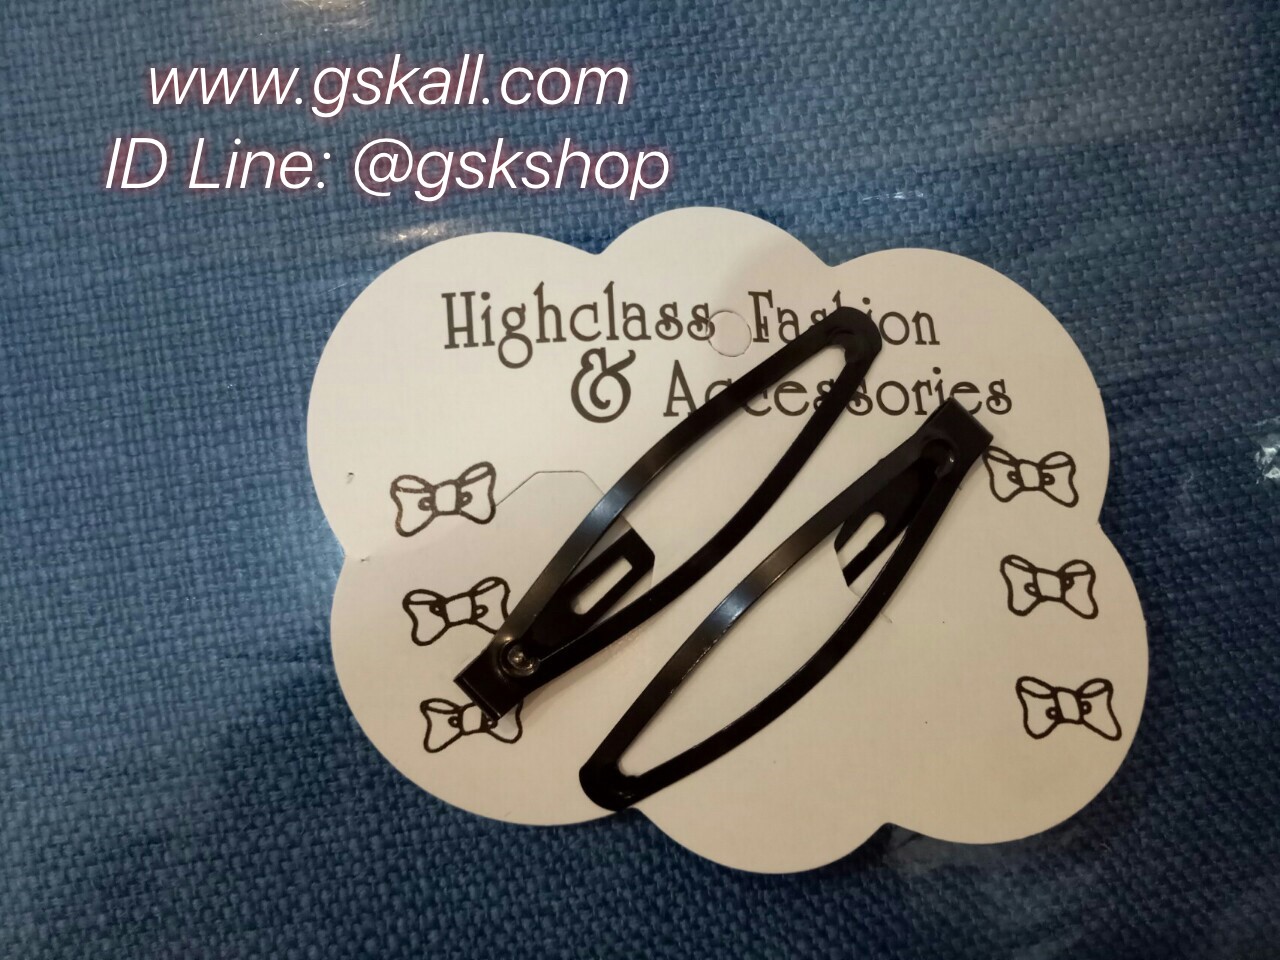 www.gskall.com
ID Line: @gskshop
Highclass Fashion
& Accessories